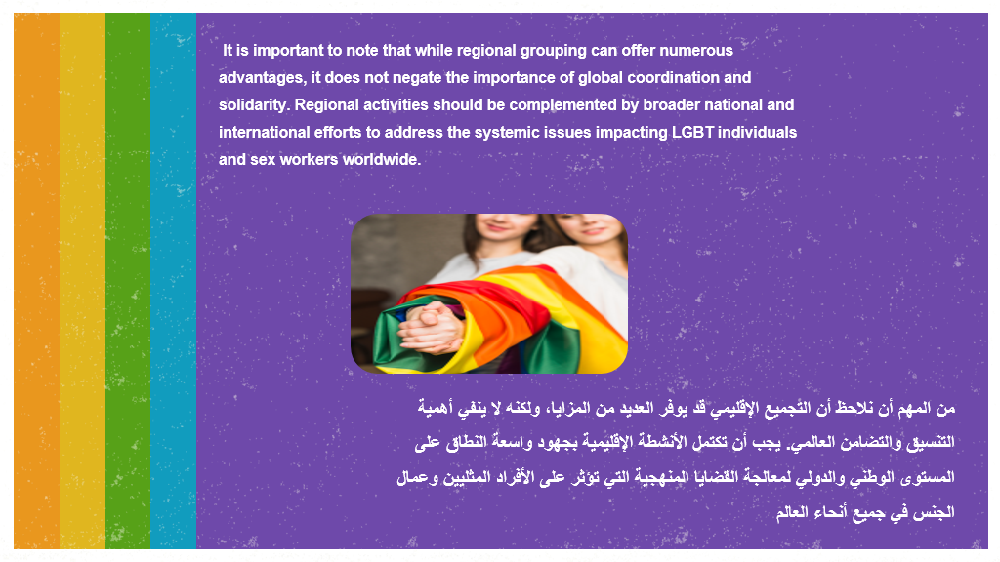 It is important to note that while regional grouping can offer numerous
advantages, it does not negate the importance of global coordination and
solidarity. Regional activities should be complemented by broader national and
international efforts to address the systemic issues impacting LGBT individuals
and sex workers worldwide.
من المهم أن نلاحظ أن التجميع الإقليمي قد يوفر العديد من المزايا، ولكنه لا ينفي أهمية
التنسيق والتضامن العالمي. يجب أن تكتمل الأنشطة الإقليمية بجهود واسعة النطاق على
المستوى الوطني والدولي لمعالجة القضايا المنهجية التي تؤثر على الأفراد المثليين وعمال
الجنس في جميع أنحاء العالم